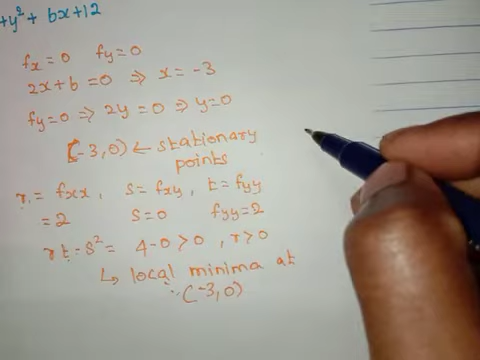 +y² + 6x+12
fx=0 fy=0
2x+6=0 ⇒ x=-3
fy=0 ⇒ 2y=0 ⇒ y=0
(-3,0) ← stationary
points
r = fxx, s=fxy, t=fyy
=2 s=0 fyy=2
rt-s²= 4-0>0, r>0
↳ local minima at
(-3,0)